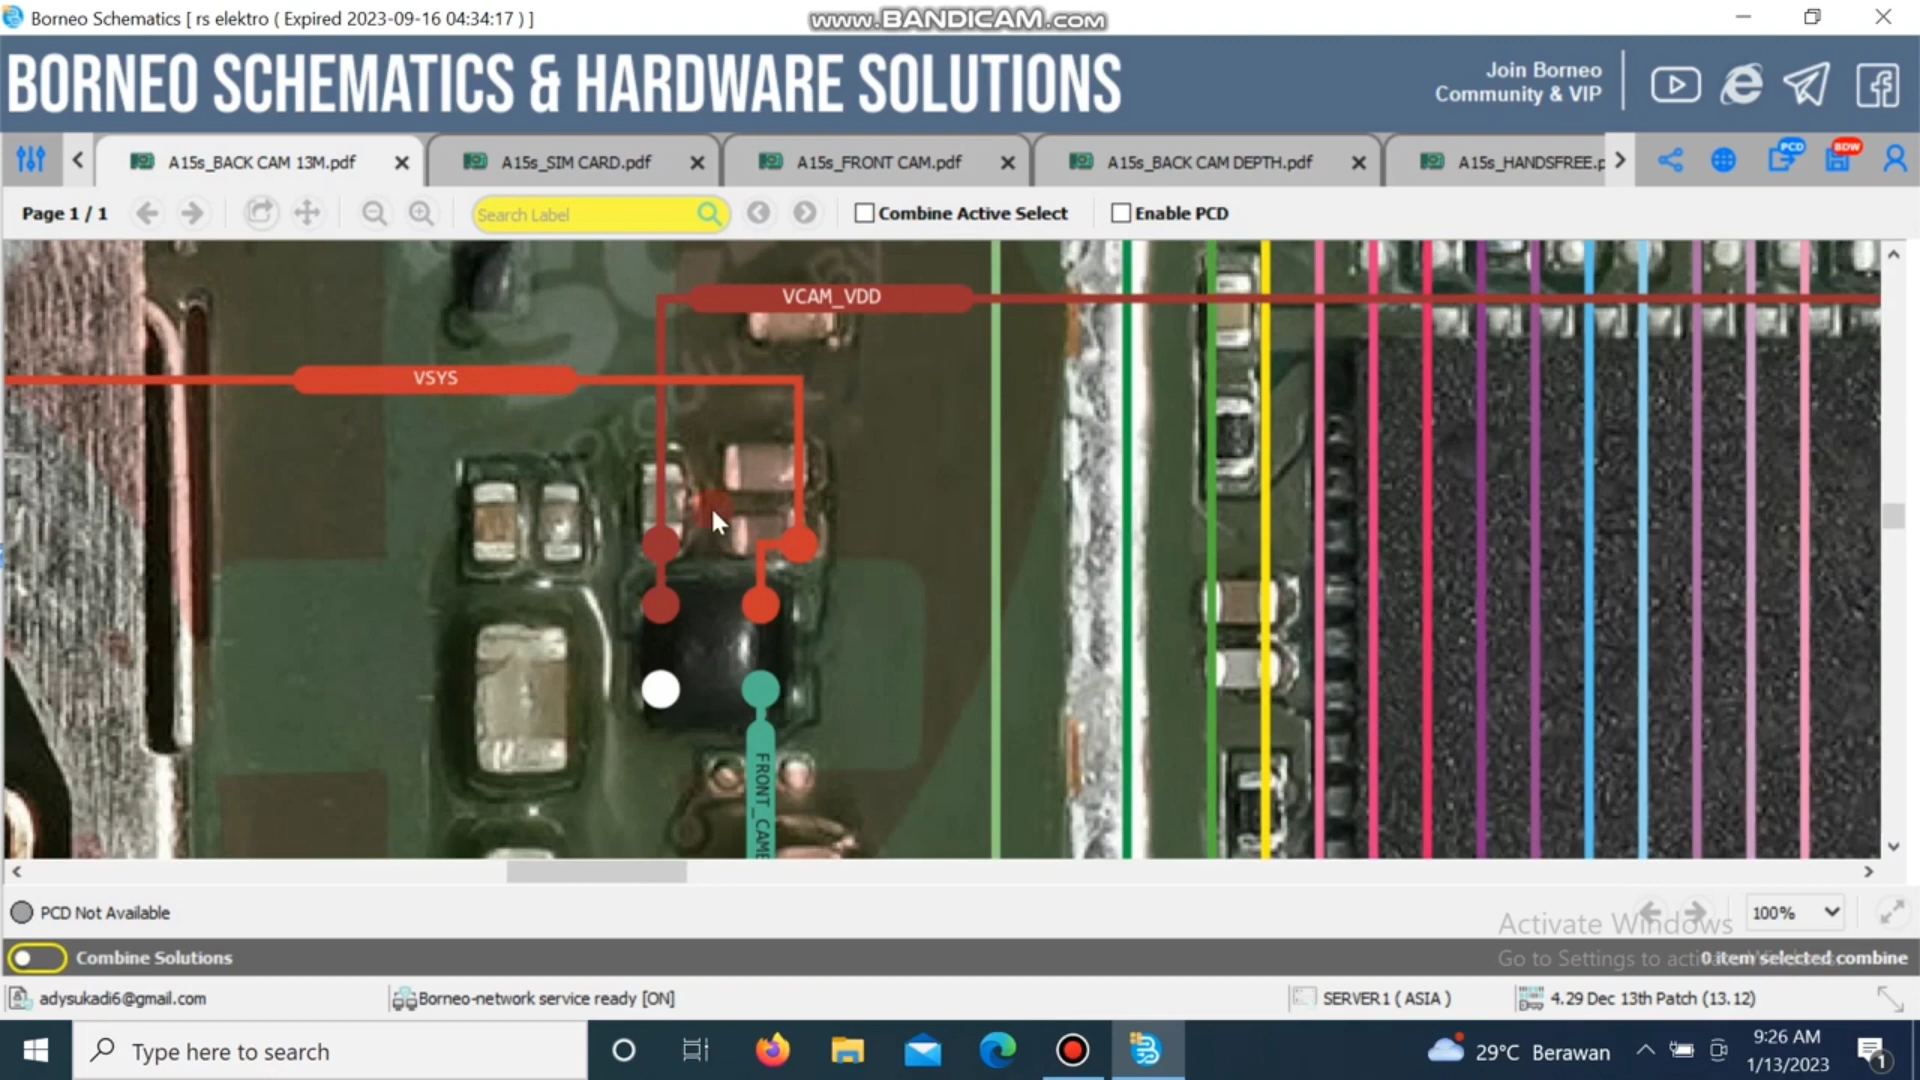 Borneo Schematics [ rs elektro ( Expired 2023-09-16 04:34:17 ) ]
www.BANDICAM.com
BORNEO SCHEMATICS & HARDWARE SOLUTIONS
Join Borneo
Community & VIP
A15s_BACK CAM 13M.pdf
A15s_SIM CARD.pdf
A15s_FRONT CAM.pdf
A15s_BACK CAM DEPTH.pdf
A15s_HANDSFREE.p
PCD
BDW
Page 1 / 1
Search Label
Combine Active Select
Enable PCD
VCAM_VDD
VSYS
FRONT_CAME
PCD Not Available
100%
Activate Windows
Combine Solutions
Go to Settings to
0 item selected combine
adysukadi6@gmail.com
Borneo-network service ready [ON]
SERVER1 ( ASIA )
4.29 Dec 13th Patch (13.12)
Type here to search
29°C Berawan
9:26 AM
1/13/2023
1